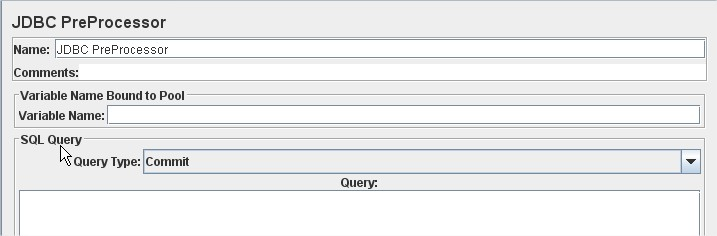 JDBC PreProcessor
Name: JDBC PreProcessor
Comments:
Variable Name Bound to Pool
Variable Name:
SQL Query
Query Type: Commit
Query: